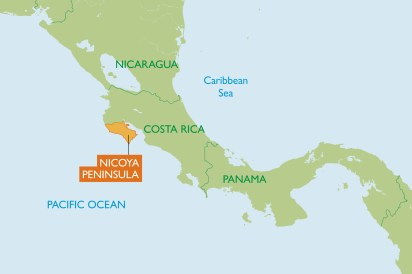 NICARAGUA
Caribbean
Sea
COSTA RICA
NICOYA
PENINSULA
PANAMA
PACIFIC OCEAN